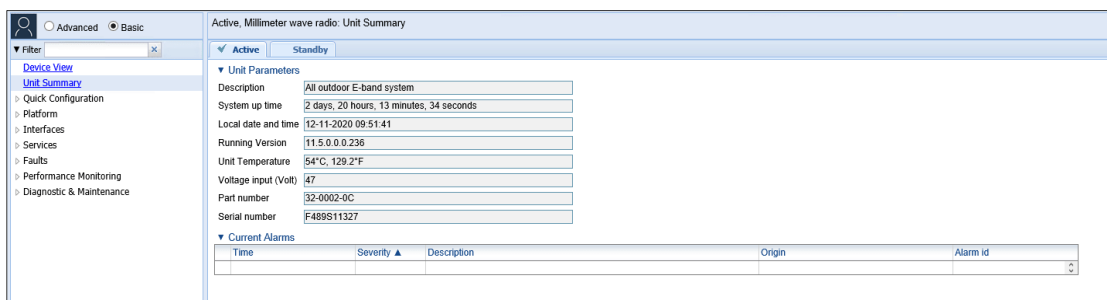 Advanced Basic
Filter
Device View
Unit Summary
Quick Configuration
Platform
Interfaces
Services
Faults
Performance Monitoring
Diagnostic & Maintenance
Active, Millimeter wave radio: Unit Summary
Active Standby
Unit Parameters
Description All outdoor E-band system
System up time 2 days, 20 hours, 13 minutes, 34 seconds
Local date and time 12-11-2020 09:51:41
Running Version 11.5.0.0.0.236
Unit Temperature 54°C, 129.2°F
Voltage input (Volt) 47
Part number 32-0002-0C
Serial number F489S11327
Current Alarms
Time Severity ▲ Description Origin Alarm id